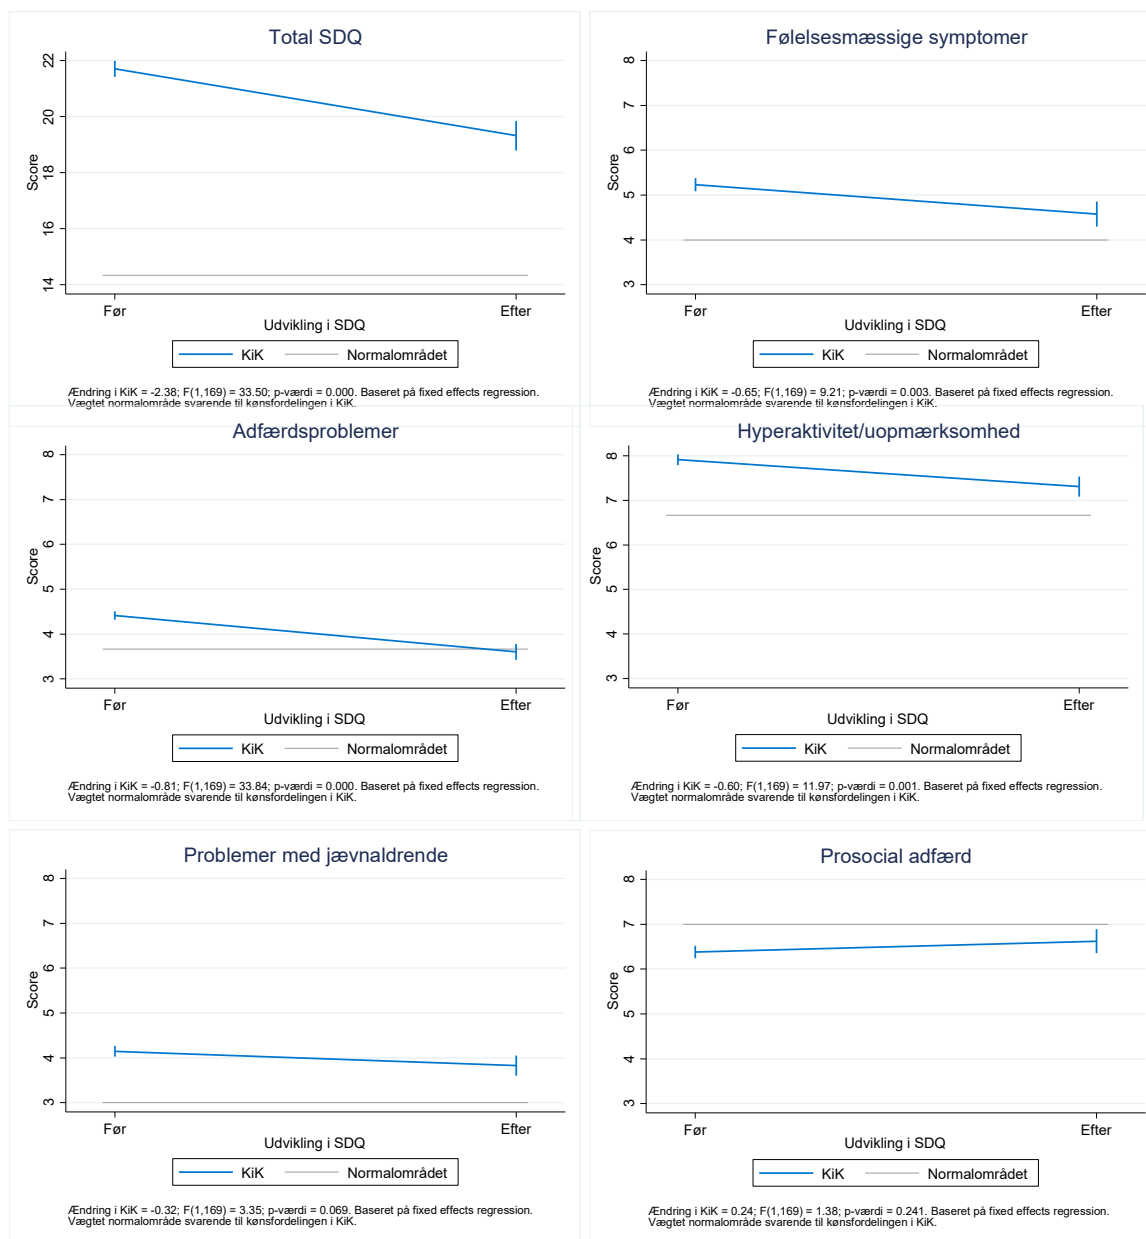 Total SDQ
22
20
18
16
14
Score
Før
Efter
Udvikling i SDQ
KiK
Normalområdet
Ændring i KiK = -2.38; F(1,169) = 33.50; p-værdi = 0.000. Baseret på fixed effects regression.
Vægtet normalområde svarende til kønsfordelingen i KiK.
Følelsesmæssige symptomer
8
7
6
5
4
3
Score
Før
Efter
Udvikling i SDQ
KiK
Normalområdet
Ændring i KiK = -0.65; F(1,169) = 9.21; p-værdi = 0.003. Baseret på fixed effects regression.
Vægtet normalområde svarende til kønsfordelingen i KiK.
Adfærdsproblemer
8
7
6
5
4
3
Score
Før
Efter
Udvikling i SDQ
KiK
Normalområdet
Ændring i KiK = -0.81; F(1,169) = 33.84; p-værdi = 0.000. Baseret på fixed effects regression.
Vægtet normalområde svarende til kønsfordelingen i KiK.
Hyperaktivitet/uopmærksomhed
8
7
6
5
4
3
Score
Før
Efter
Udvikling i SDQ
KiK
Normalområdet
Ændring i KiK = -0.60; F(1,169) = 11.97; p-værdi = 0.001. Baseret på fixed effects regression.
Vægtet normalområde svarende til kønsfordelingen i KiK.
Problemer med jævnaldrende
8
7
6
5
4
3
Score
Før
Efter
Udvikling i SDQ
KiK
Normalområdet
Ændring i KiK = -0.32; F(1,169) = 3.35; p-værdi = 0.069. Baseret på fixed effects regression.
Vægtet normalområde svarende til kønsfordelingen i KiK.
Prosocial adfærd
8
7
6
5
4
3
Score
Før
Efter
Udvikling i SDQ
KiK
Normalområdet
Ændring i KiK = 0.24; F(1,169) = 1.38; p-værdi = 0.241. Baseret på fixed effects regression.
Vægtet normalområde svarende til kønsfordelingen i KiK.